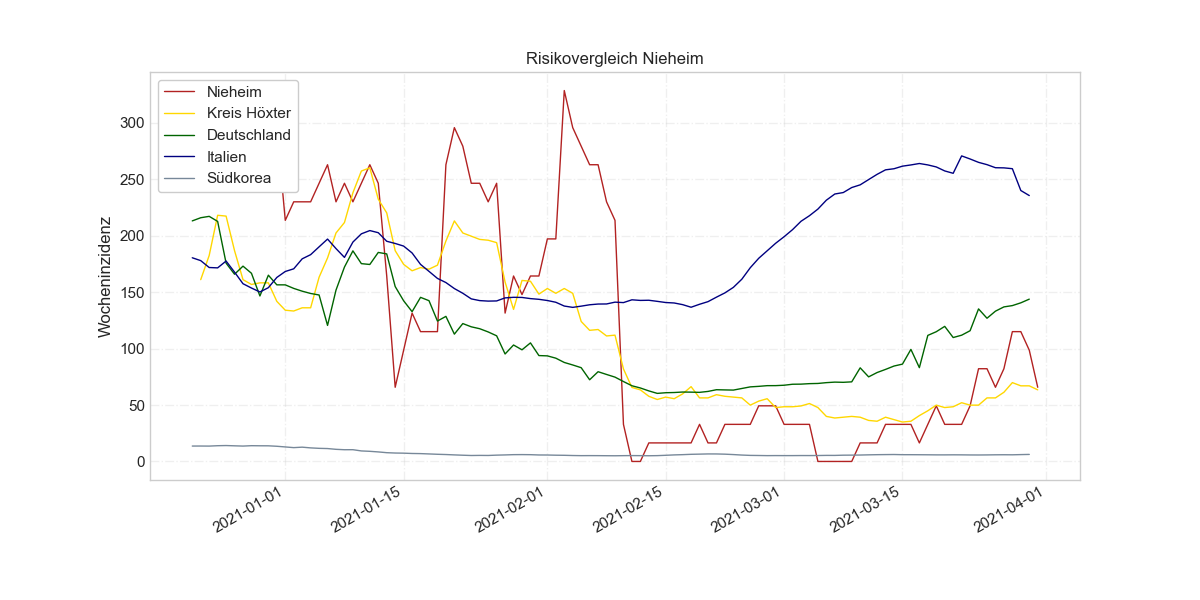 Risikovergleich Nieheim
Nieheim
Kreis Höxter
Deutschland
Italien
Südkorea
Wocheninzidenz
300
250
200
150
100
50
0
2021-01-01
2021-01-15
2021-02-01
2021-02-15
2021-03-01
2021-03-15
2021-04-01